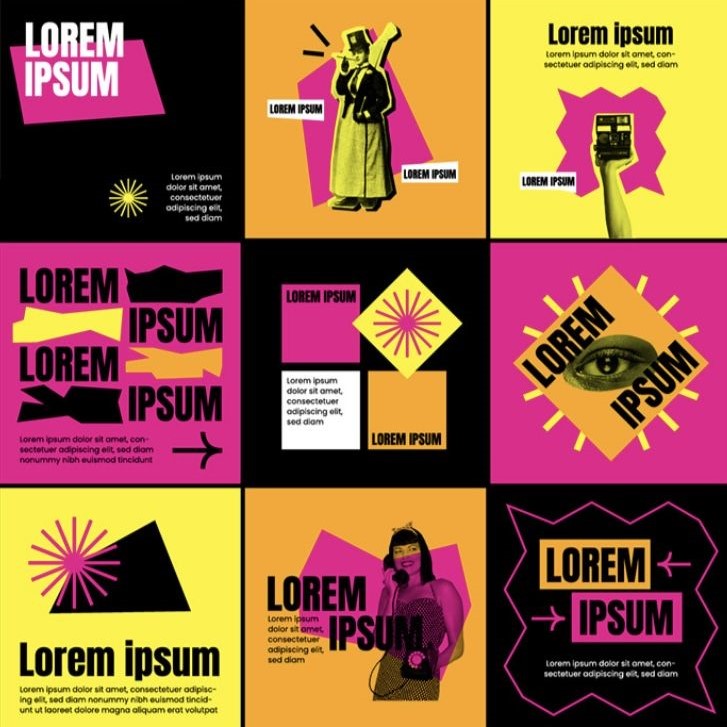 LOREM
IPSUM
Lorem ipsum
dolor sit amet,
consectetuer
adipiscing elit,
sed diam
LOREM IPSUM
LOREM IPSUM
Lorem ipsum
Lorem ipsum dolor sit amet, con-
sectetuer adipiscing elit, sed diam
LOREM IPSUM
LOREM
IPSUM
LOREM
IPSUM
Lorem ipsum dolor sit amet, con-
sectetuer adipiscing elit, sed diam
nonummy nibh euismod tincidunt
LOREM IPSUM
Lorem ipsum
dolor sit amet,
consectetuer
adipiscing elit,
sed diam
LOREM IPSUM
LOREM
IPSUM
Lorem ipsum
Lorem ipsum dolor sit amet, consectetuer adipisc-
ing elit, sed diam nonummy nibh euismod tincid-
unt ut laoreet dolore magna aliquam erat volutpat
LOREM
IPSUM
Lorem ipsum
dolor sit amet,
consectetuer
adipiscing elit,
sed diam
LOREM
IPSUM
Lorem ipsum dolor sit amet, con-
sectetuer adipiscing elit, sed diam